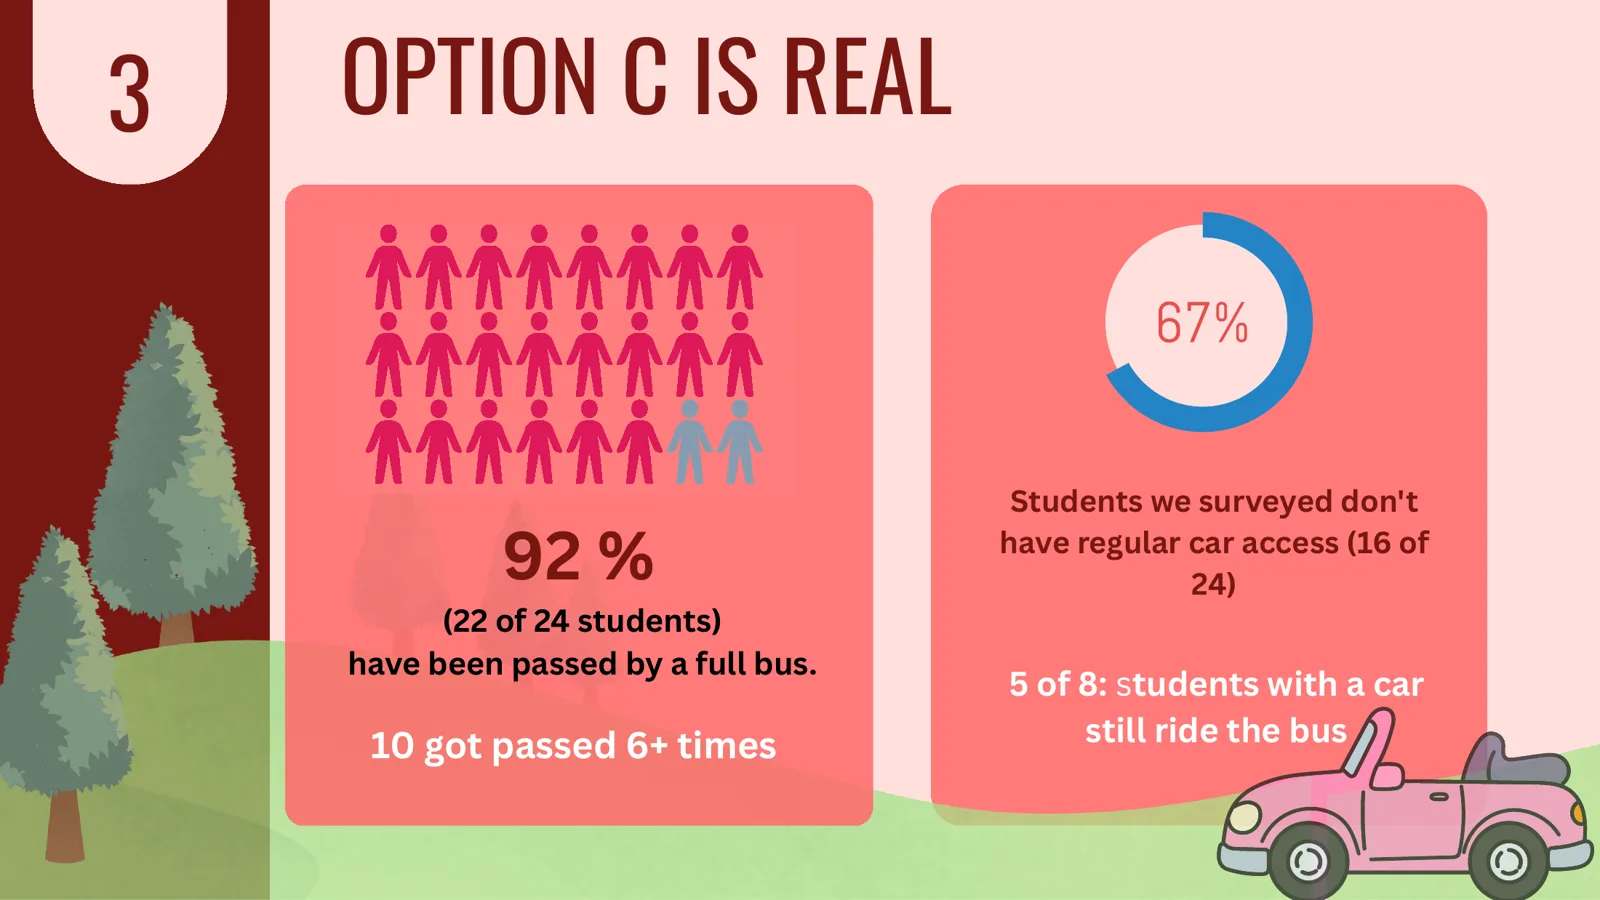 3
OPTION C IS REAL
92 %
(22 of 24 students)
have been passed by a full bus.
10 got passed 6+ times
67%
Students we surveyed don't
have regular car access (16 of
24)
5 of 8: students with a car
still ride the bus